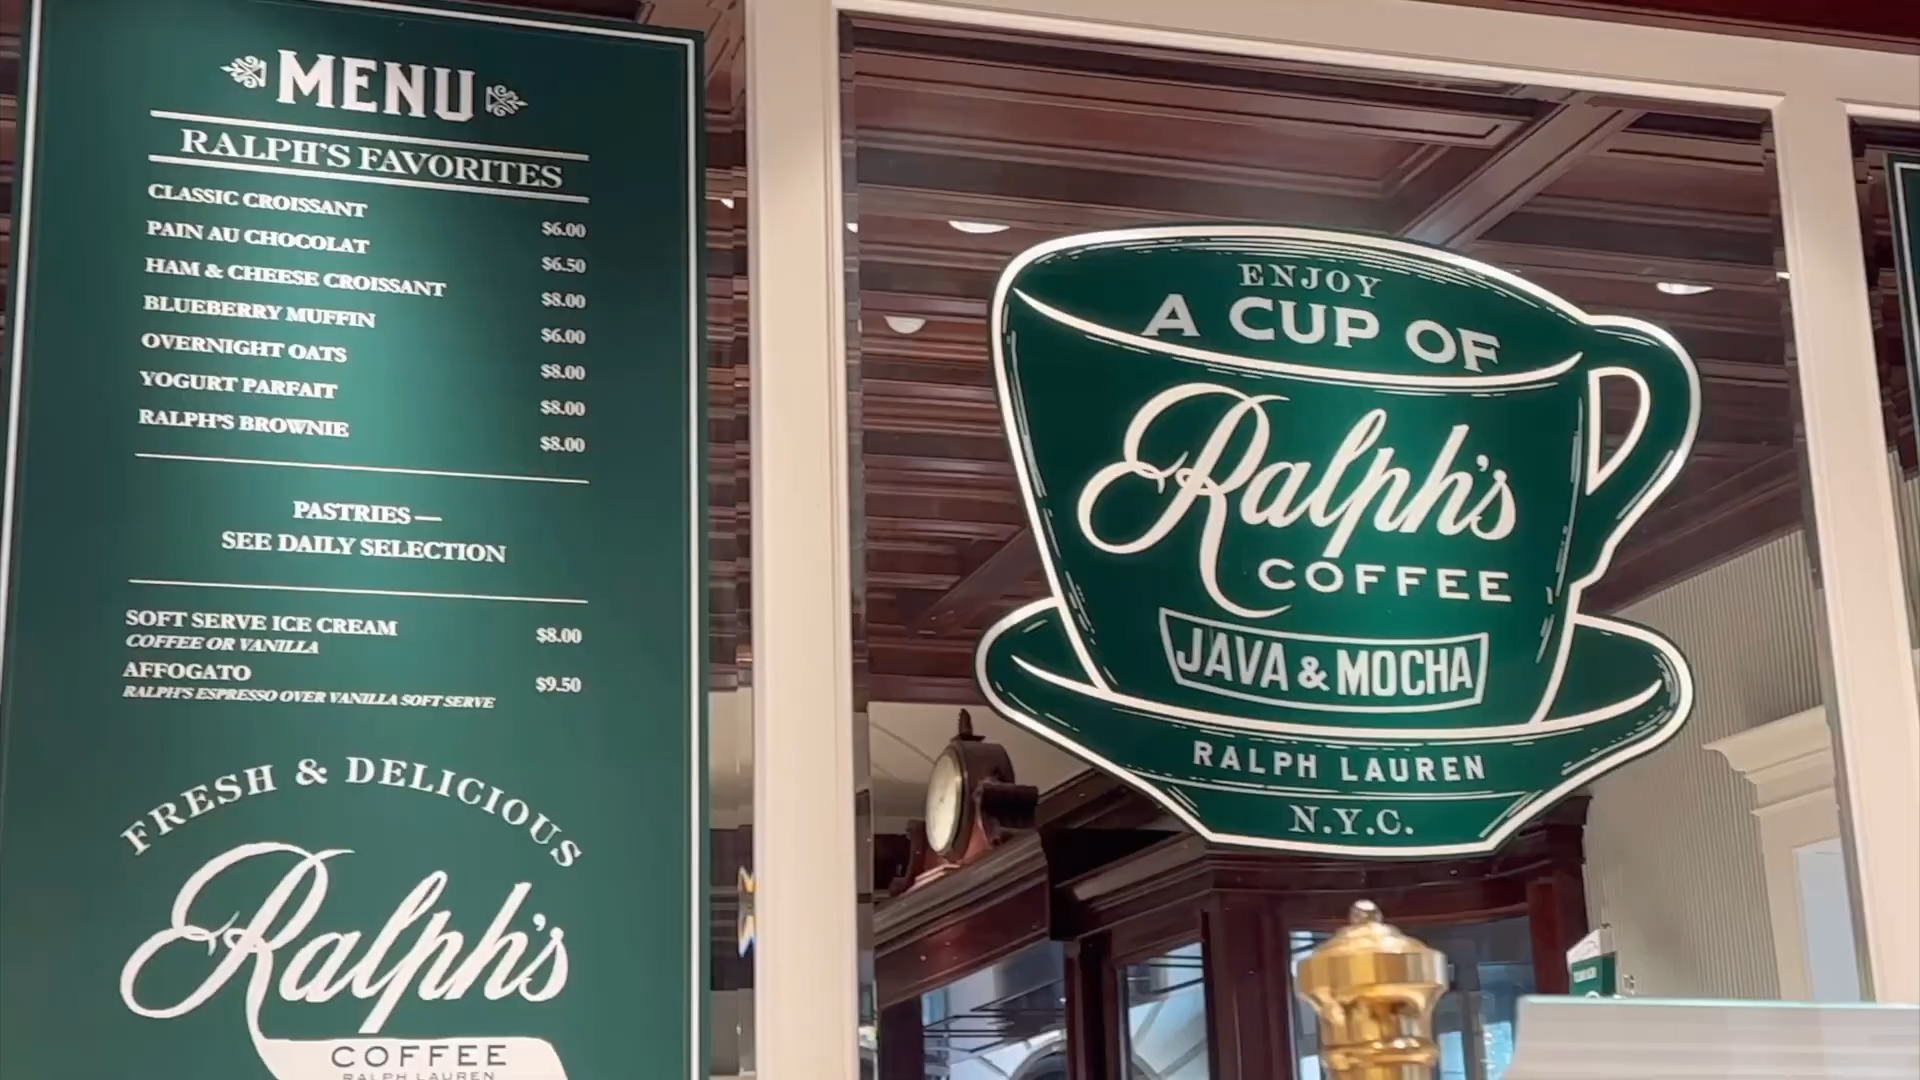 MENU
RALPH'S FAVORITES
CLASSIC CROISSANT $6.00
PAIN AU CHOCOLAT $6.50
HAM & CHEESE CROISSANT $8.00
BLUEBERRY MUFFIN $6.00
OVERNIGHT OATS $8.00
YOGURT PARFAIT $8.00
RALPH'S BROWNIE $8.00
PASTRIES —
SEE DAILY SELECTION
SOFT SERVE ICE CREAM $8.00
COFFEE OR VANILLA
AFFOGATO $9.50
RALPH'S ESPRESSO OVER VANILLA SOFT SERVE
FRESH & DELICIOUS
Ralph's
COFFEE
RALPH LAUREN
ENJOY
A CUP OF
Ralph's
COFFEE
JAVA & MOCHA
RALPH LAUREN
N.Y.C.